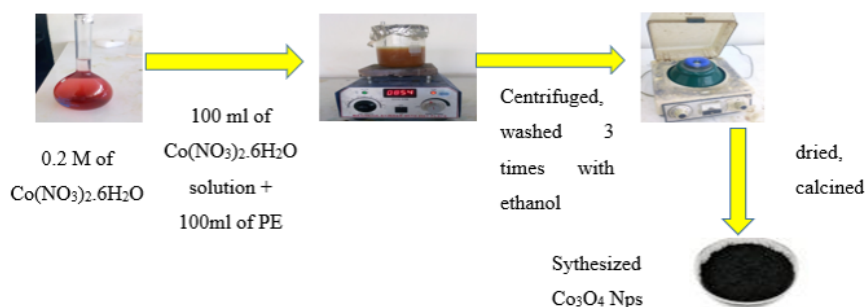 0.2 M of
Co(NO3)2.6H2O
100 ml of
Co(NO3)2.6H2O
solution +
100ml of PE
0854
Centrifuged,
washed 3
times with
ethanol
dried,
calcined
Sythesized
Co3O4 Nps